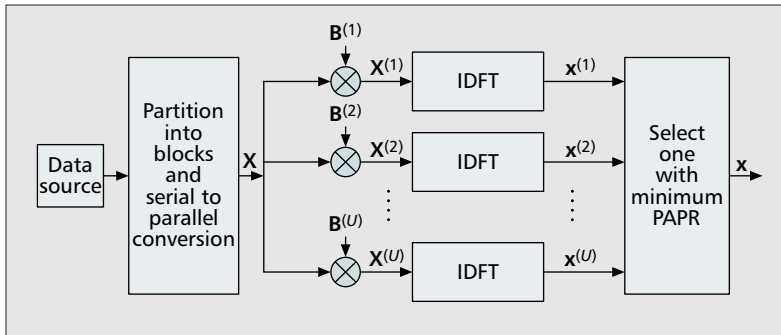 Data
source
Partition
into
blocks
and
serial to
parallel
conversion
X
B(1)
X(1)
IDFT
x(1)
B(2)
X(2)
IDFT
x(2)
B(U)
X(U)
IDFT
x(U)
Select
one
with
minimum
PAPR
x